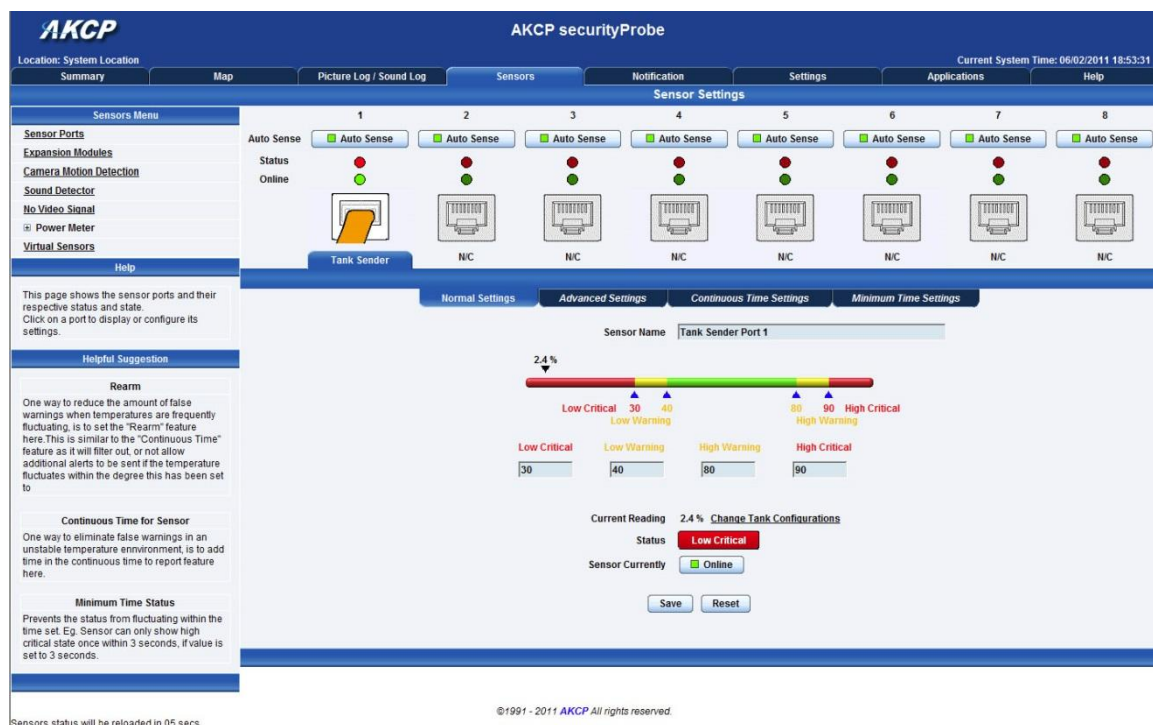 AKCP
AKCP securityProbe
Location: System Location
Current System Time: 06/02/2011 18:53:31
Summary Map Picture Log / Sound Log Sensors Notification Settings Applications Help
Sensor Settings
Sensors Menu
Sensor Ports
Expansion Modules
Camera Motion Detection
Sound Detector
No Video Signal
Power Meter
Virtual Sensors
Help
This page shows the sensor ports and their
respective status and state.
Click on a port to display or configure its
settings.
Helpful Suggestion
Rearm
One way to reduce the amount of false
warnings when temperatures are frequently
fluctuating, is to set the "Rearm" feature
here.This is similar to the "Continuous Time"
feature as it will filter out, or not allow
additional alerts to be sent if the temperature
fluctuates within the degree this has been set
to
Continuous Time for Sensor
One way to eliminate false warnings in an
unstable temperature ennvironment, is to add
time in the continuous time to report feature
here.
Minimum Time Status
Prevents the status from fluctuating within the
time set. Eg. Sensor can only show high
critical state once within 3 seconds, if value is
set to 3 seconds.
Sensors status will be reloaded in 05 secs
1 2 3 4 5 6 7 8
Auto Sense Auto Sense Auto Sense Auto Sense Auto Sense Auto Sense Auto Sense Auto Sense Auto Sense
Status
Online
Tank Sender N/C N/C N/C N/C N/C N/C N/C
Normal Settings Advanced Settings Continuous Time Settings Minimum Time Settings
Sensor Name Tank Sender Port 1
2.4 %
Low Critical 30 40 80 90 High Critical
Low Warning High Warning
Low Critical Low Warning High Warning High Critical
30 40 80 90
Current Reading 2.4 % Change Tank Configurations
Status Low Critical
Sensor Currently Online
Save Reset
©1991 - 2011 AKCP All rights reserved.